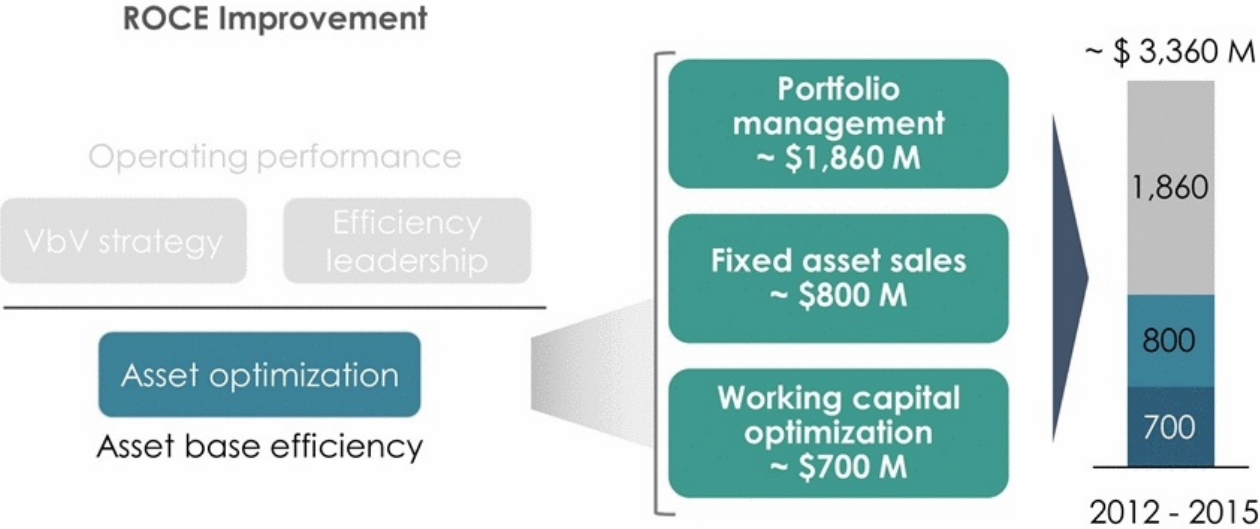 ROCE Improvement
Operating performance
VbV strategy
Efficiency
leadership
Asset optimization
Asset base efficiency
Portfolio
management
~ $1,860 M
Fixed asset sales
~ $800 M
Working capital
optimization
~ $700 M
~ $ 3,360 M
1,860
800
700
2012 - 2015